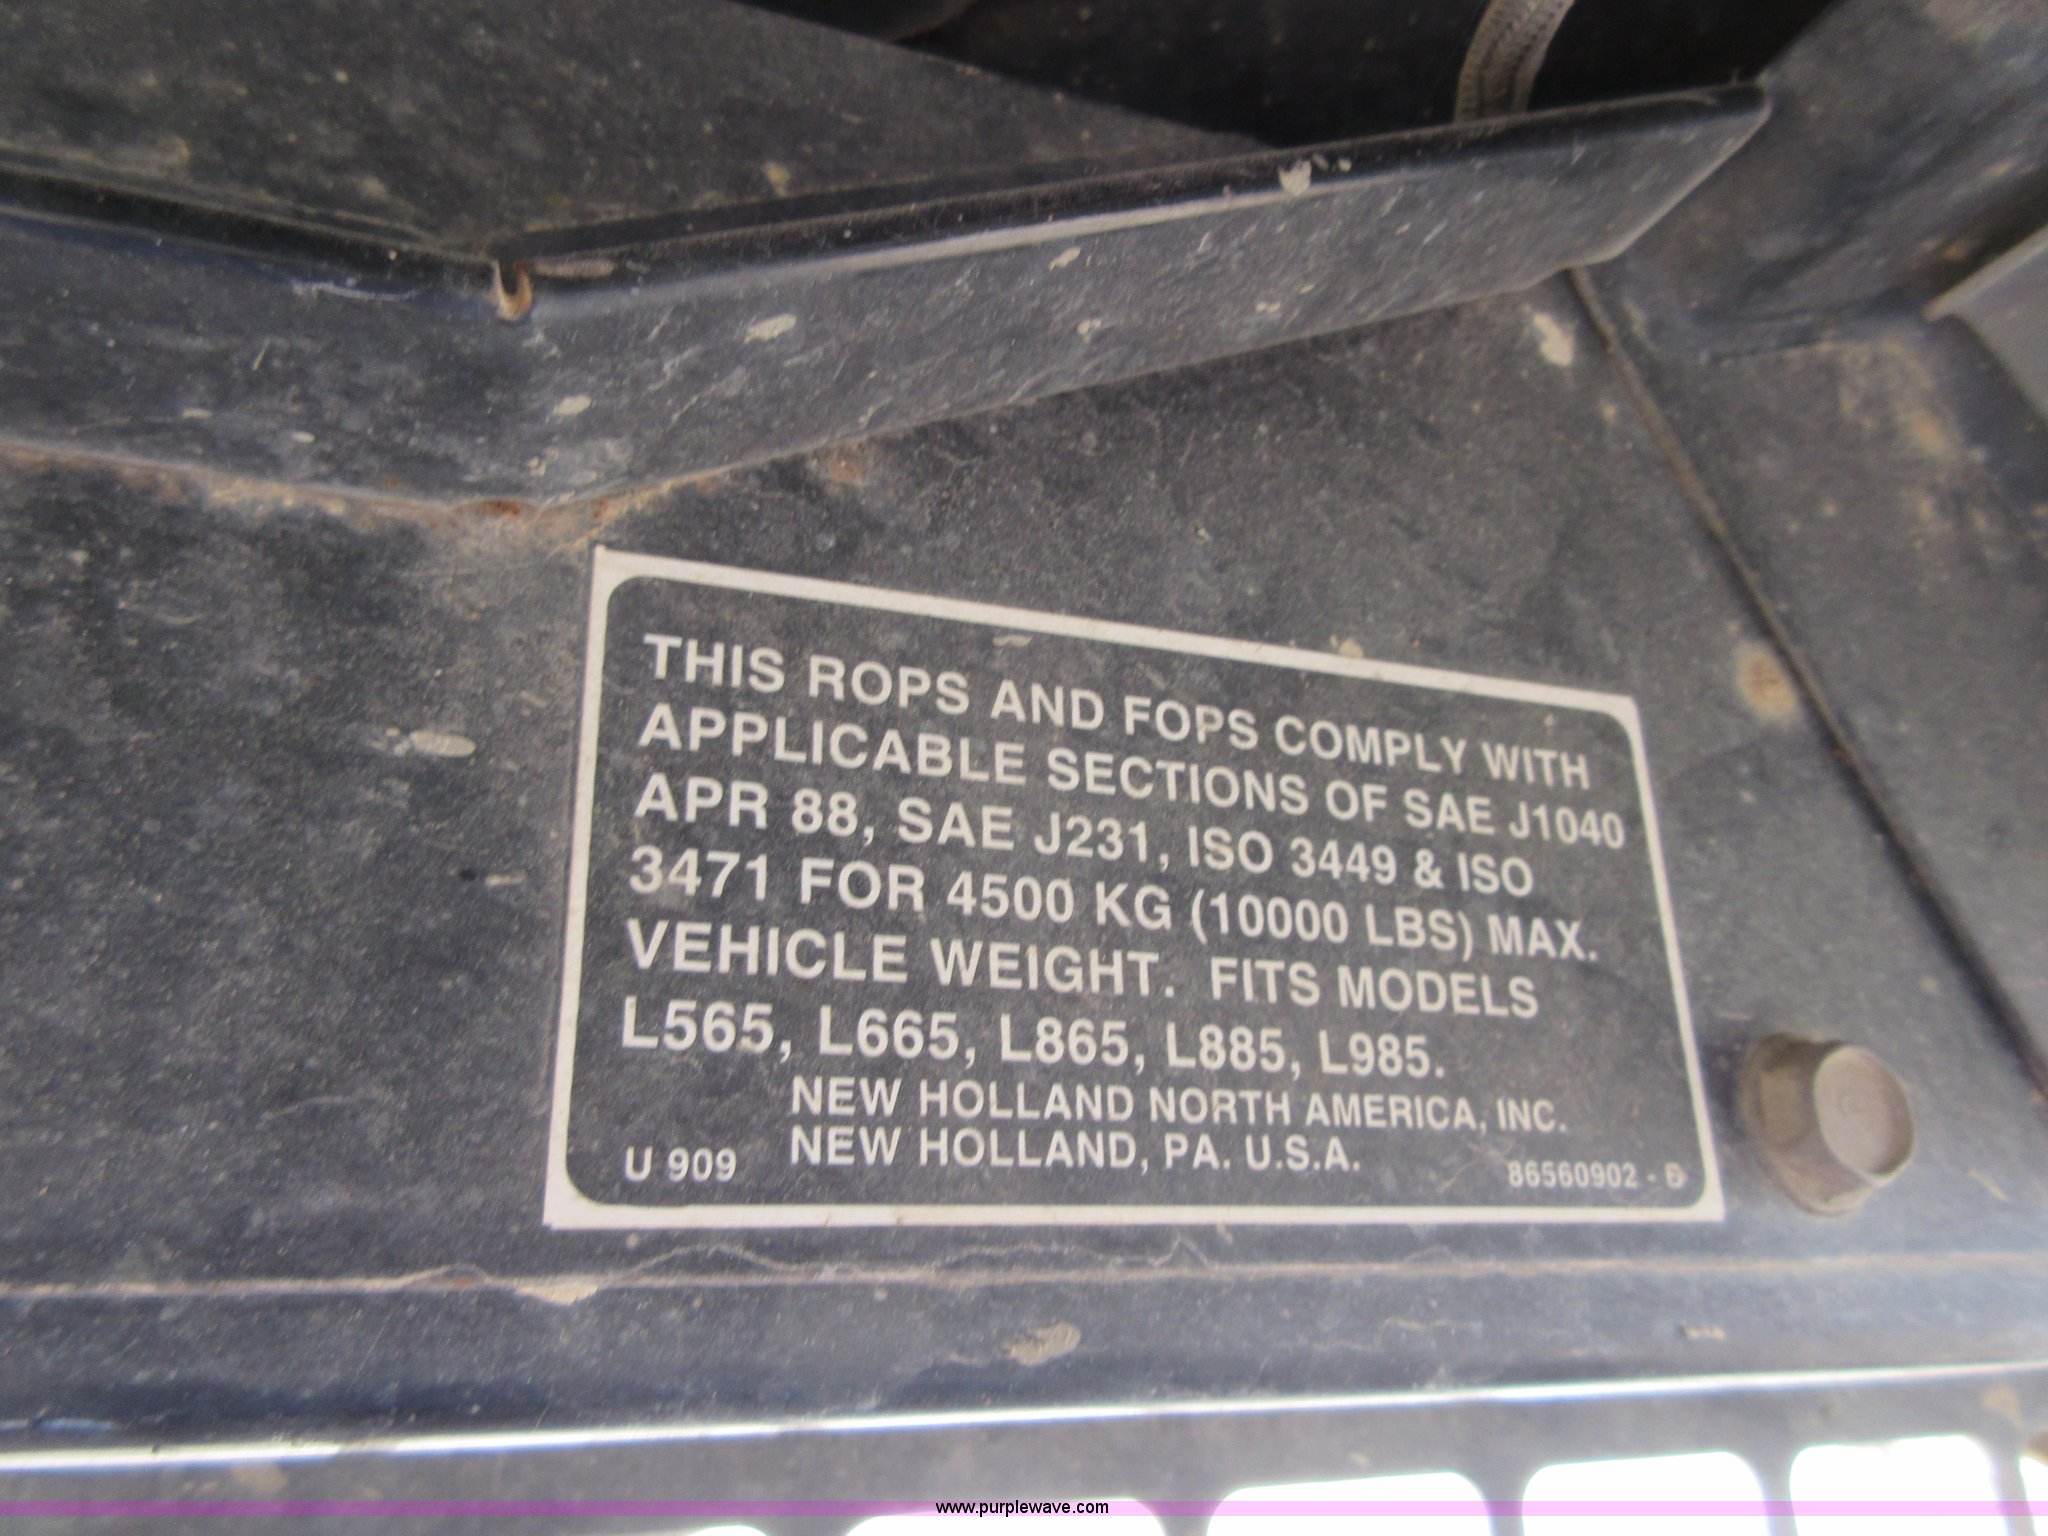 THIS ROPS AND FOPS COMPLY WITH
APPLICABLE SECTIONS OF SAE J1040
APR 88, SAE J231, ISO 3449 & ISO
3471 FOR 4500 KG (10000 LBS) MAX.
VEHICLE WEIGHT. FITS MODELS
L565, L665, L865, L885, L985.
NEW HOLLAND NORTH AMERICA, INC.
NEW HOLLAND, PA. U.S.A.
U 909
86560902 -
www.purplewave.com